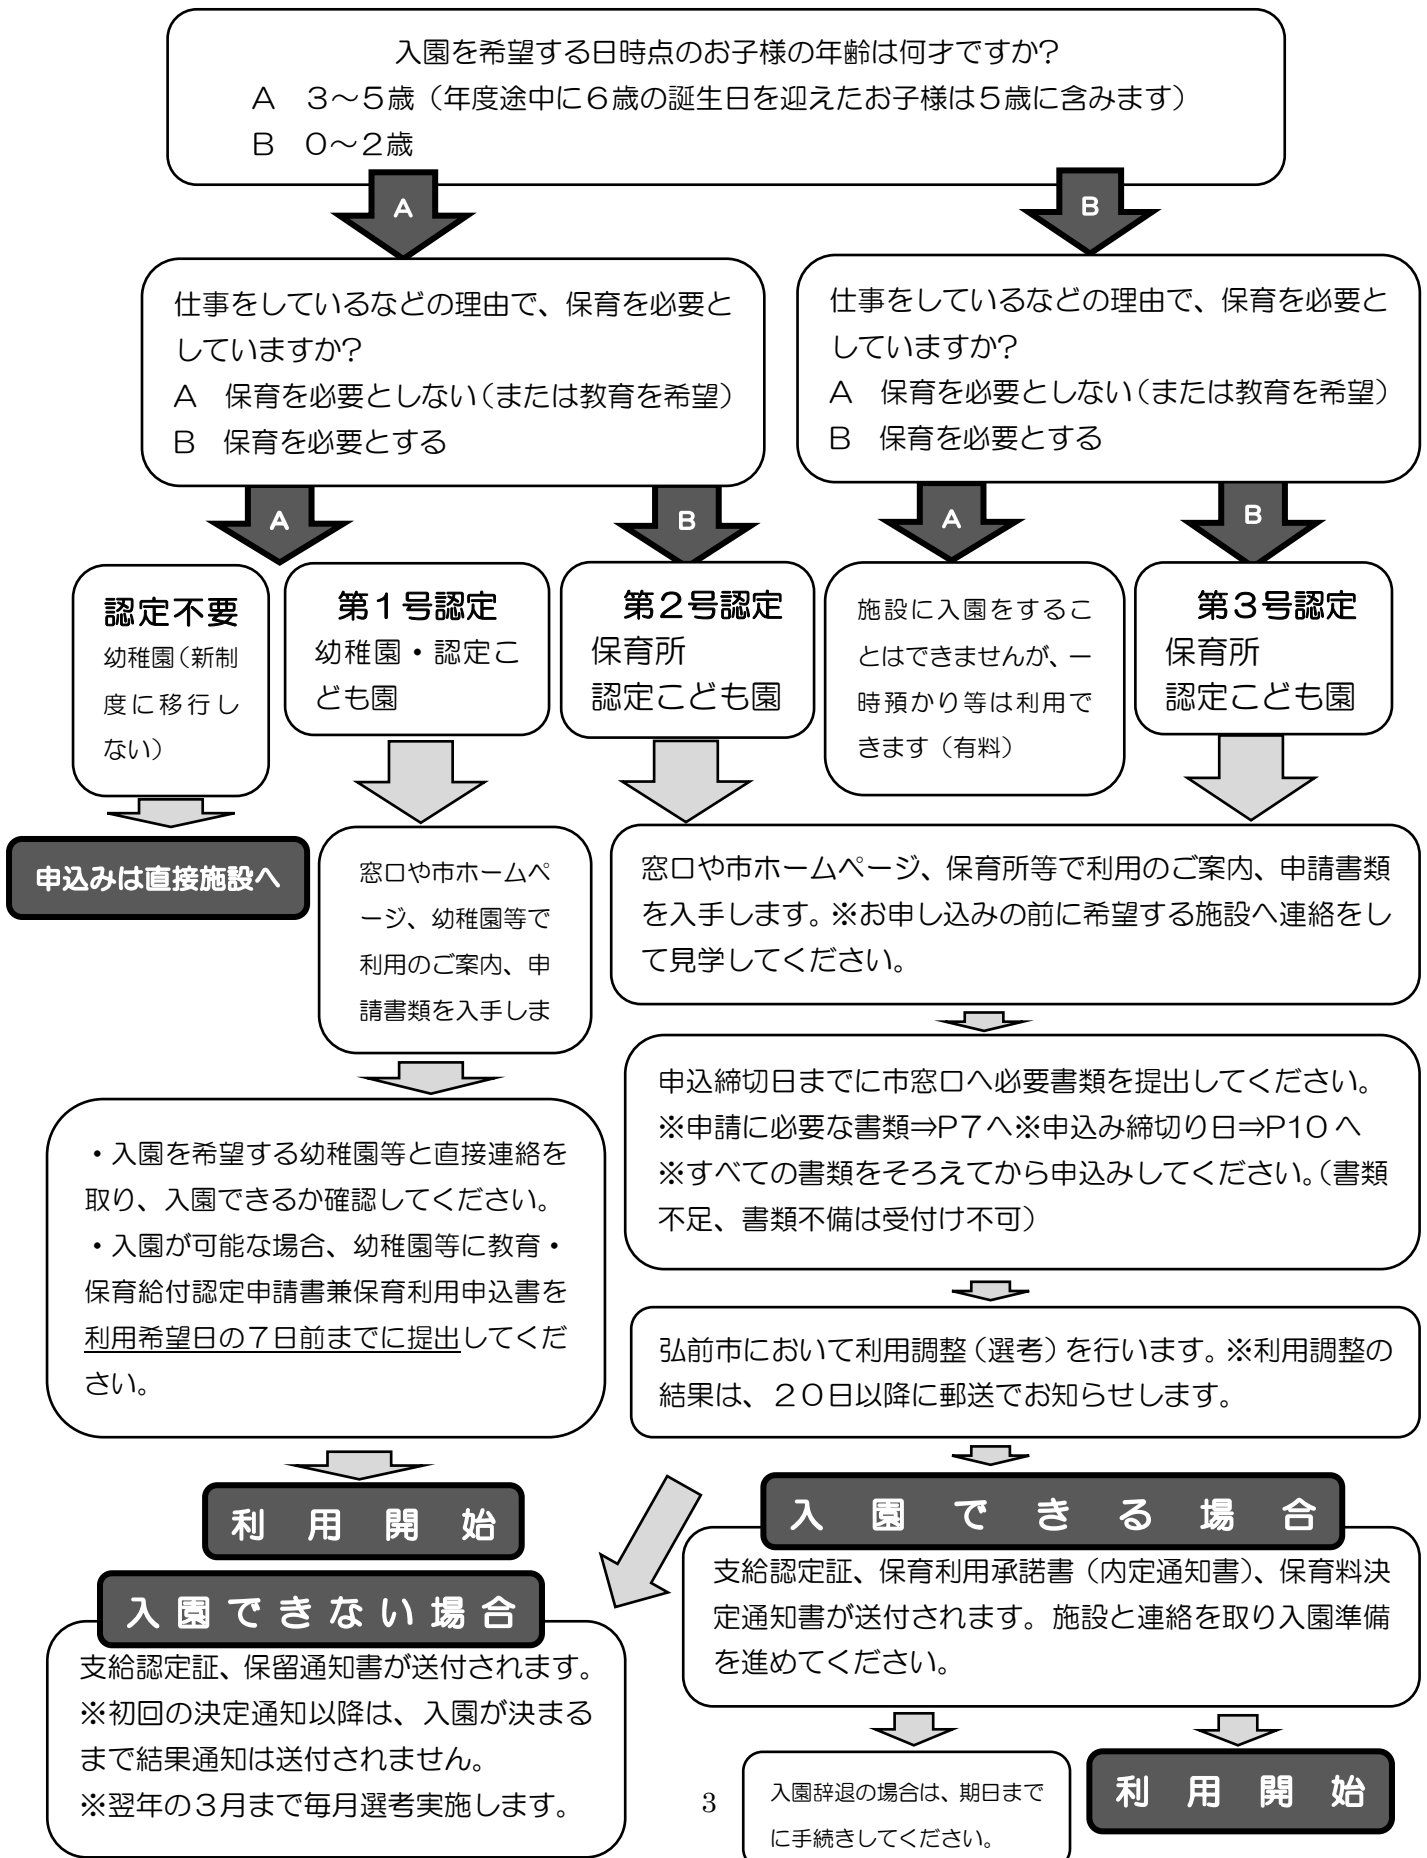 入園を希望する日時点のお子様の年齢は何才ですか?
A　3～5歳（年度途中に6歳の誕生日を迎えたお子様は5歳に含みます）
B　0～2歳
A
B
仕事をしているなどの理由で、保育を必要と
していますか?
A　保育を必要としない（または教育を希望）
B　保育を必要とする
仕事をしているなどの理由で、保育を必要と
していますか?
A　保育を必要としない（または教育を希望）
B　保育を必要とする
A
B
A
B
認定不要
幼稚園（新制
度に移行し
ない）
第1号認定
幼稚園・認定こ
ども園
第2号認定
保育所
認定こども園
施設に入園をするこ
とはできませんが、一
時預かり等は利用で
きます（有料）
第3号認定
保育所
認定こども園
申込みは直接施設へ
窓口や市ホームペ
ージ、幼稚園等で
利用のご案内、申
請書類を入手しま
窓口や市ホームページ、保育所等で利用のご案内、申請書類
を入手します。※お申し込みの前に希望する施設へ連絡をし
て見学してください。
申込締切日までに市窓口へ必要書類を提出してください。
※申請に必要な書類⇒P7へ※申込み締切り日⇒P10へ
※すべての書類をそろえてから申込みしてください。（書類
不足、書類不備は受付け不可）
・入園を希望する幼稚園等と直接連絡を
取り、入園できるか確認してください。
・入園が可能な場合、幼稚園等に教育・
保育給付認定申請書兼保育利用申込書を
利用希望日の7日前までに提出してくだ
さい。
弘前市において利用調整（選考）を行います。※利用調整の
結果は、20日以降に郵送でお知らせします。
利用開始
入園できる場合
支給認定証、保育利用承諾書（内定通知書）、保育料決
定通知書が送付されます。施設と連絡を取り入園準備
を進めてください。
入園できない場合
支給認定証、保留通知書が送付されます。
※初回の決定通知以降は、入園が決まる
まで結果通知は送付されません。
※翌年の3月まで毎月選考実施します。
入園辞退の場合は、期日まで
に手続きしてください。
利用開始
3